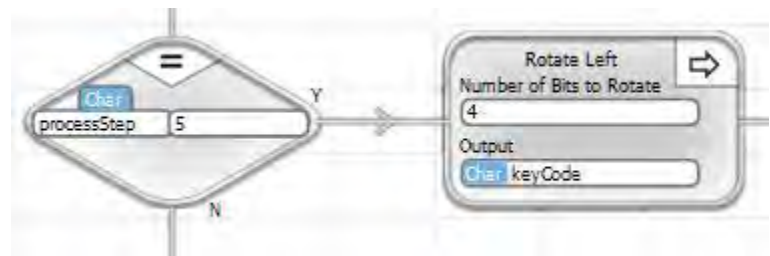 =
Char
processStep 5
Y
N
Rotate Left
Number of Bits to Rotate
4
Output
Char keyCode